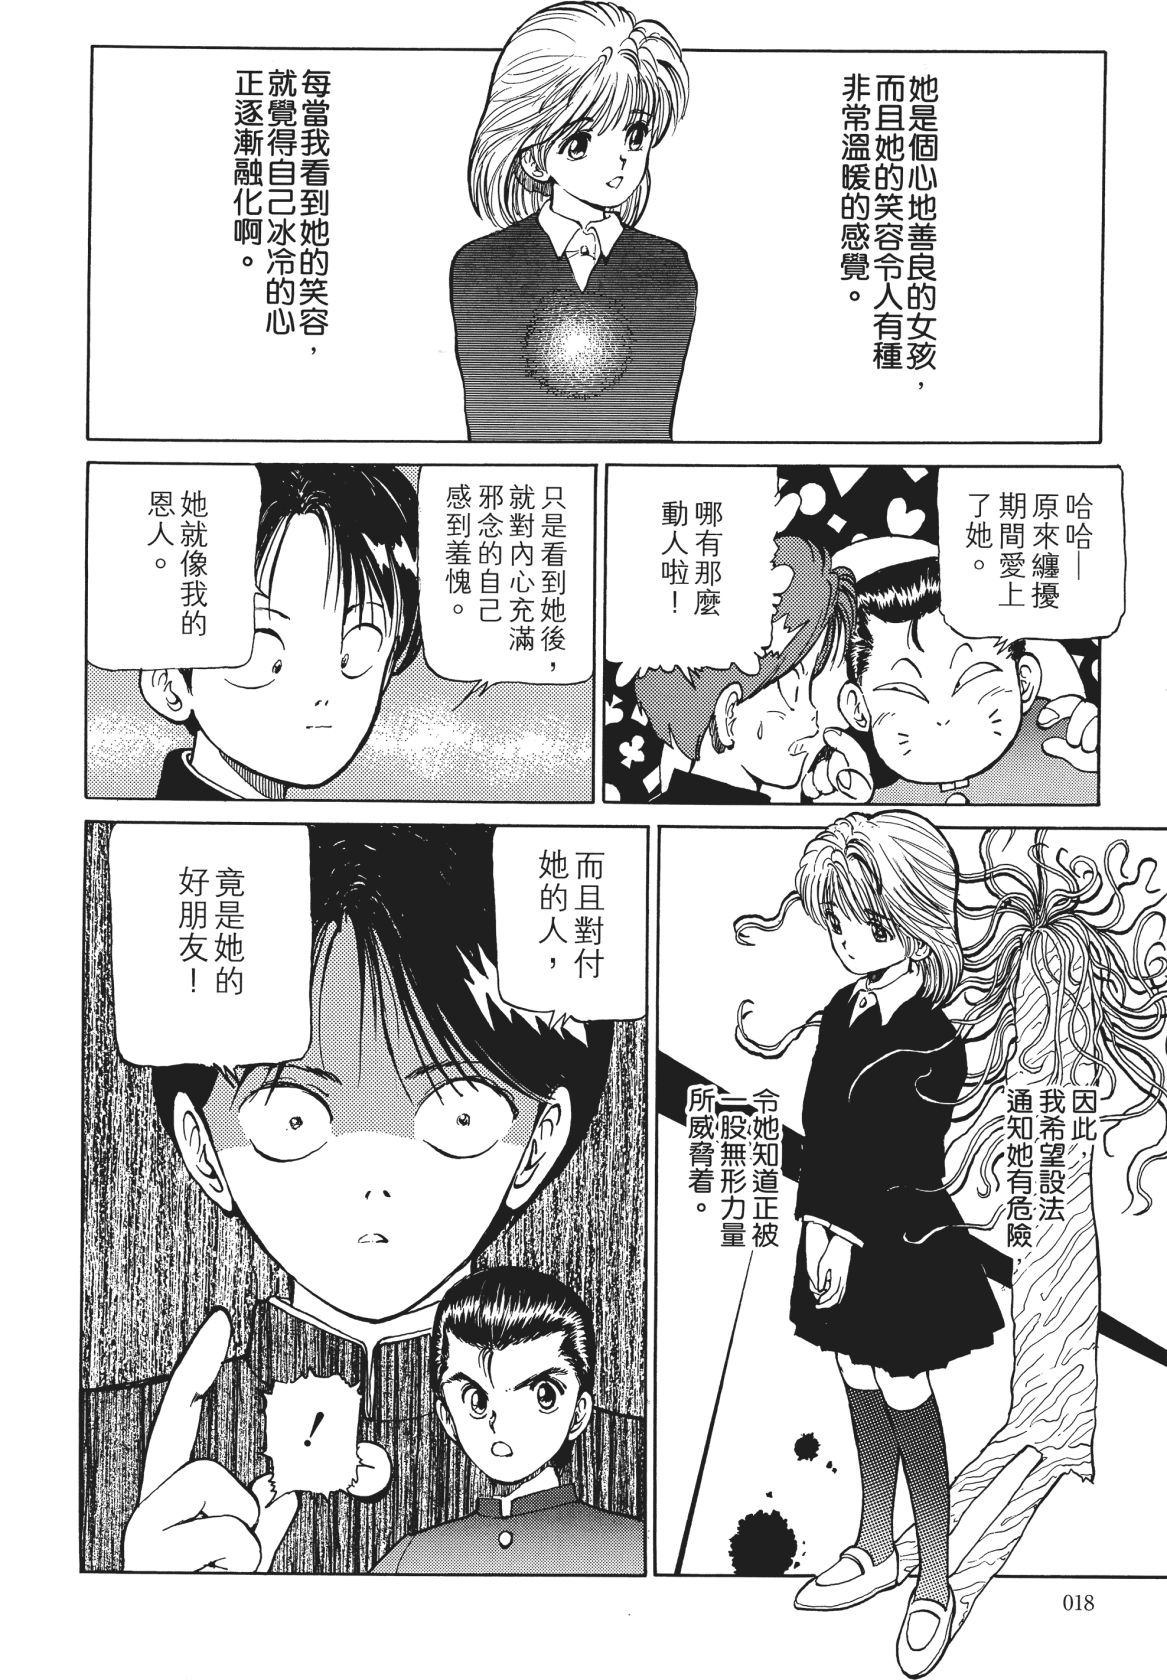 她是個心地善良的女孩，
而且她的笑容令人有種
非常溫暖的感覺。
每當我看到她的笑容，
就覺得自己冰冷的心
正逐漸融化啊。
哈哈—
原來纏擾
期間愛上
了她。
哪有那麼
動人啦！
只是看到她後，
就對內心充滿
邪念的自己
感到羞愧。
她就像我的
恩人。
因此，
我希望設法
通知她有危險，
令她知道正被
一股無形力量
所威脅着。
而且對付
她的人，
竟是她的
好朋友！
！
018